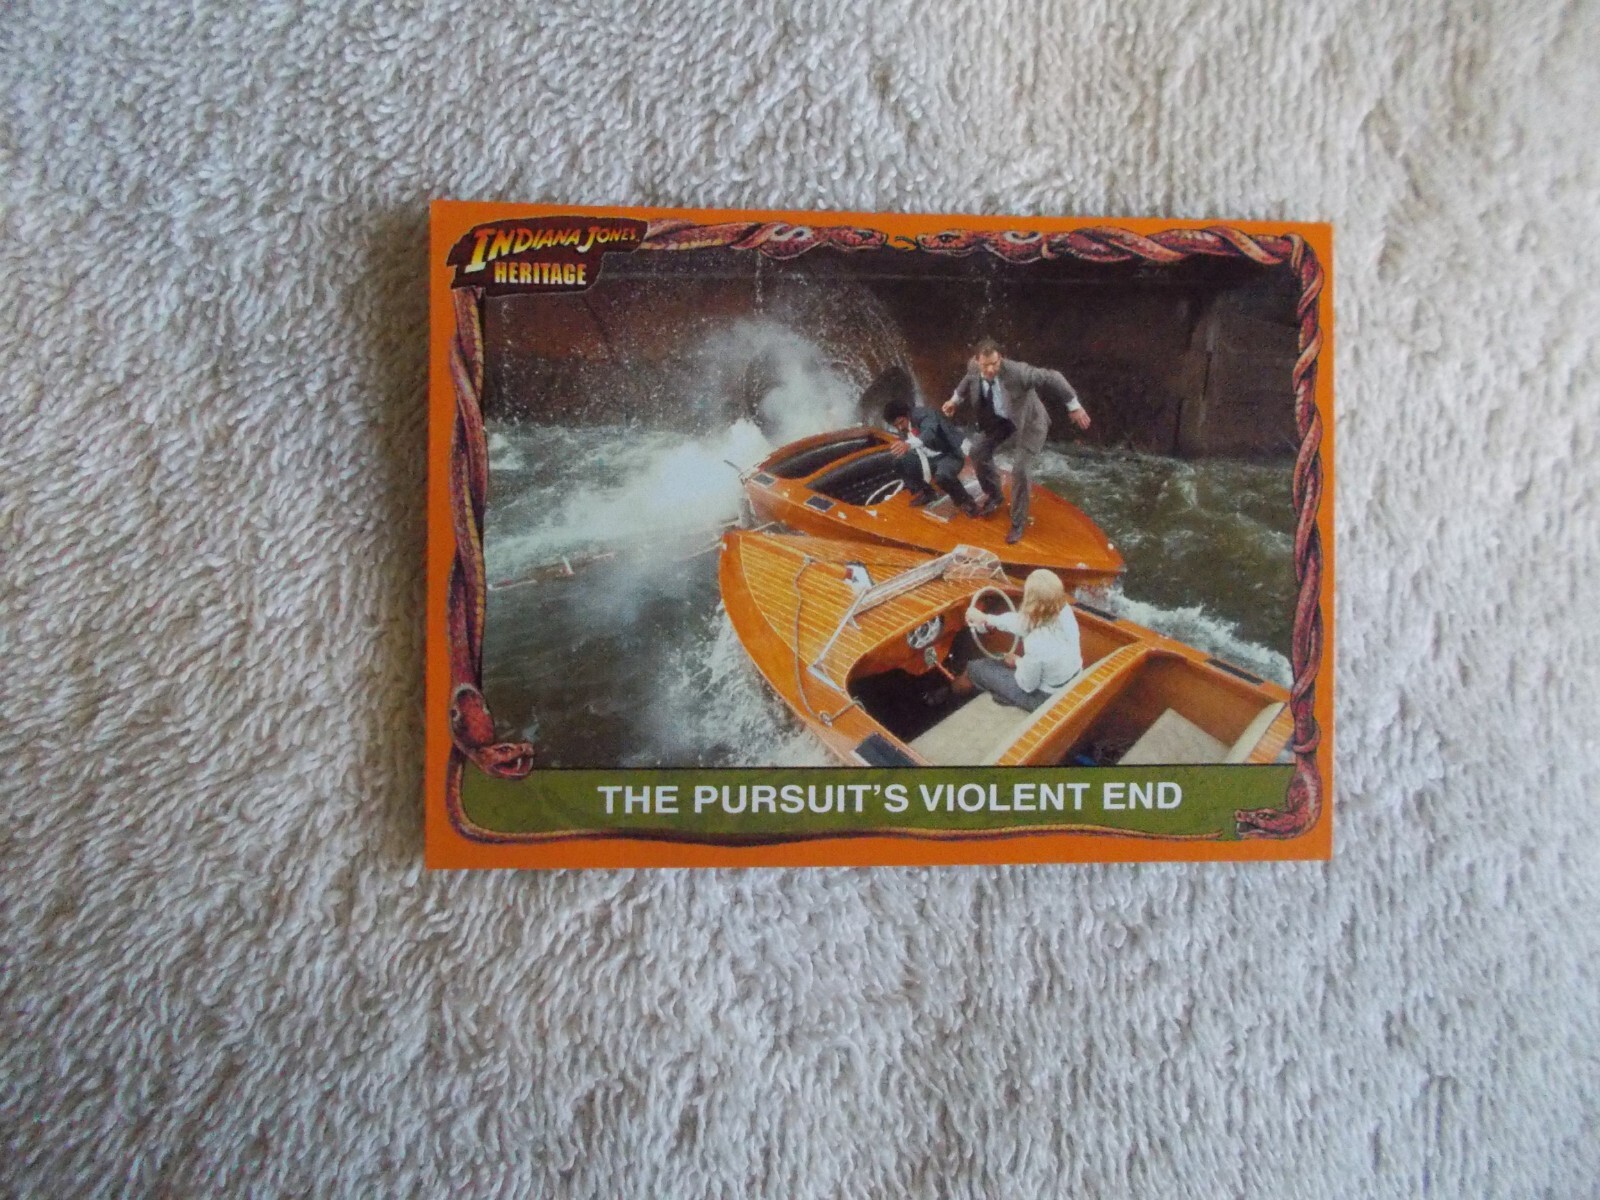 INDIANA JONES
HERITAGE
THE PURSUIT'S VIOLENT END